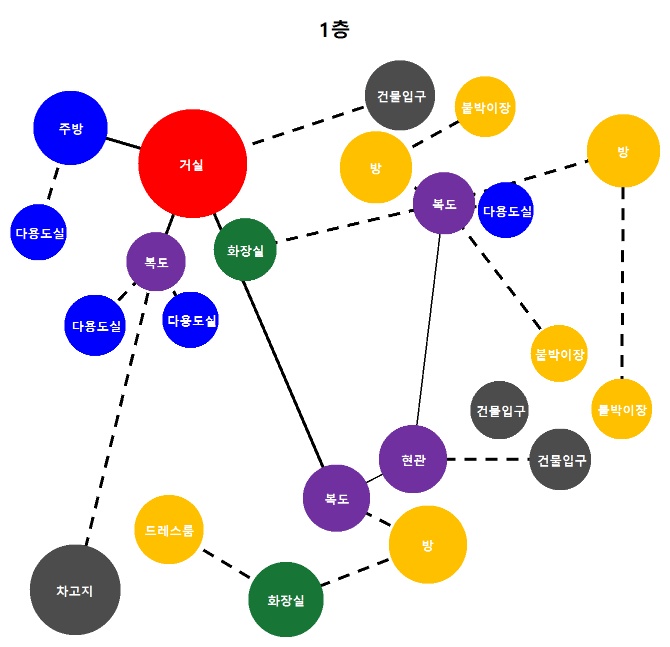 1층
건물입구
붙박이장
주방
거실
방
방
복도
다용도실
다용도실
화장실
복도
다용도실
다용도실
붙박이장
건물입구
붙박이장
현관
건물입구
복도
드레스룸
방
차고지
화장실